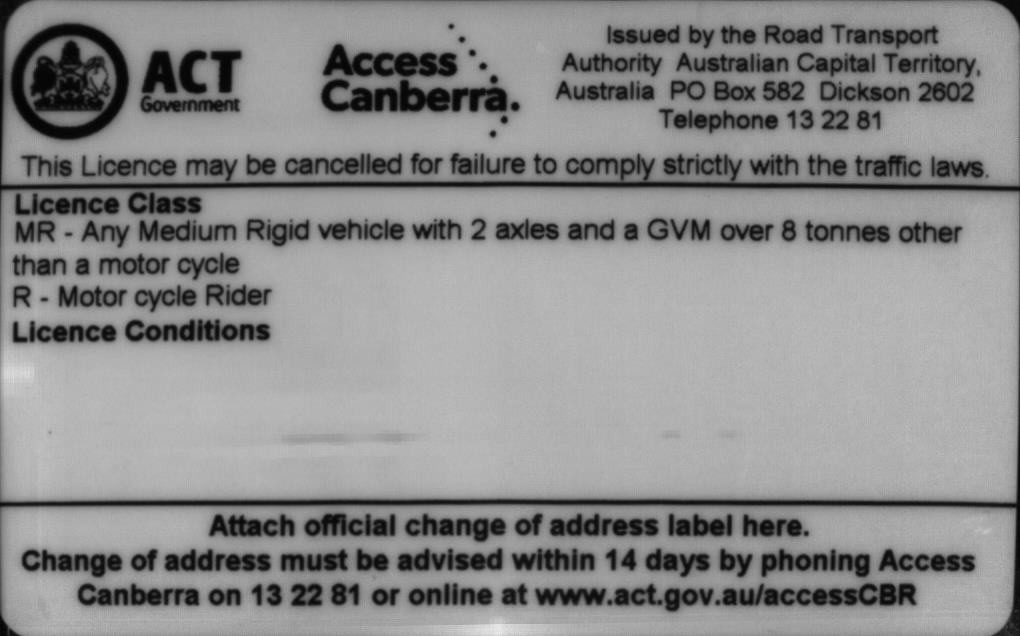 ACT
Government
Access
Canberra.
Issued by the Road Transport
Authority Australian Capital Territory,
Australia PO Box 582 Dickson 2602
Telephone 13 22 81
This Licence may be cancelled for failure to comply strictly with the traffic laws.
Licence Class
MR - Any Medium Rigid vehicle with 2 axles and a GVM over 8 tonnes other
than a motor cycle
R - Motor cycle Rider
Licence Conditions
Attach official change of address label here.
Change of address must be advised within 14 days by phoning Access
Canberra on 13 22 81 or online at www.act.gov.au/accessCBR